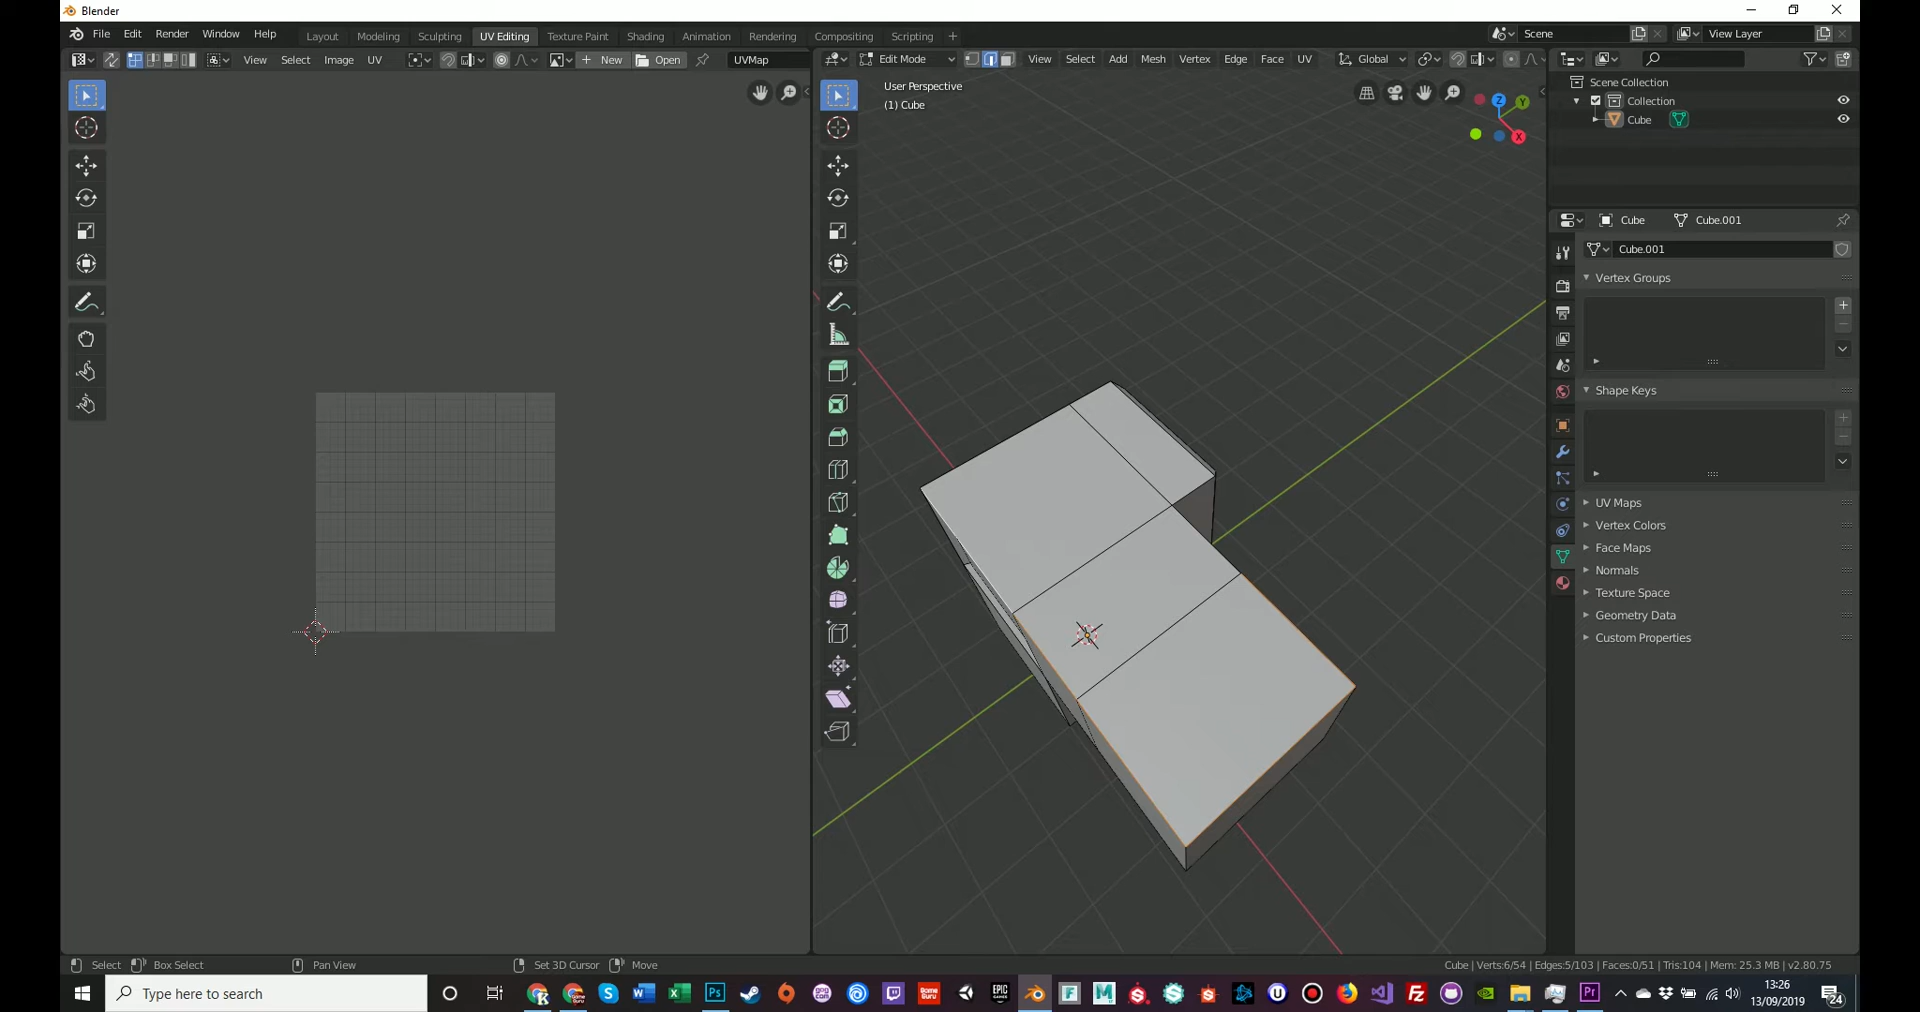 Blender
File Edit Render Window Help Layout Modeling Sculpting UV Editing Texture Paint Shading Animation Rendering Compositing Scripting + Scene View Layer
View Select Image UV New Open UVMap Edit Mode View Select Add Mesh Vertex Edge Face UV Global
User Perspective
(1) Cube
Z
Y
X
Scene Collection
Collection
Cube
Cube Cube.001
Cube.001
Vertex Groups
Shape Keys
UV Maps
Vertex Colors
Face Maps
Normals
Texture Space
Geometry Data
Custom Properties
Select Box Select Pan View Set 3D Cursor Move Cube | Verts:6/54 | Edges:5/103 | Faces:0/51 | Tris:104 | Mem: 25.3 MB | v2.80.75
Type here to search
13:26
13/09/2019
24